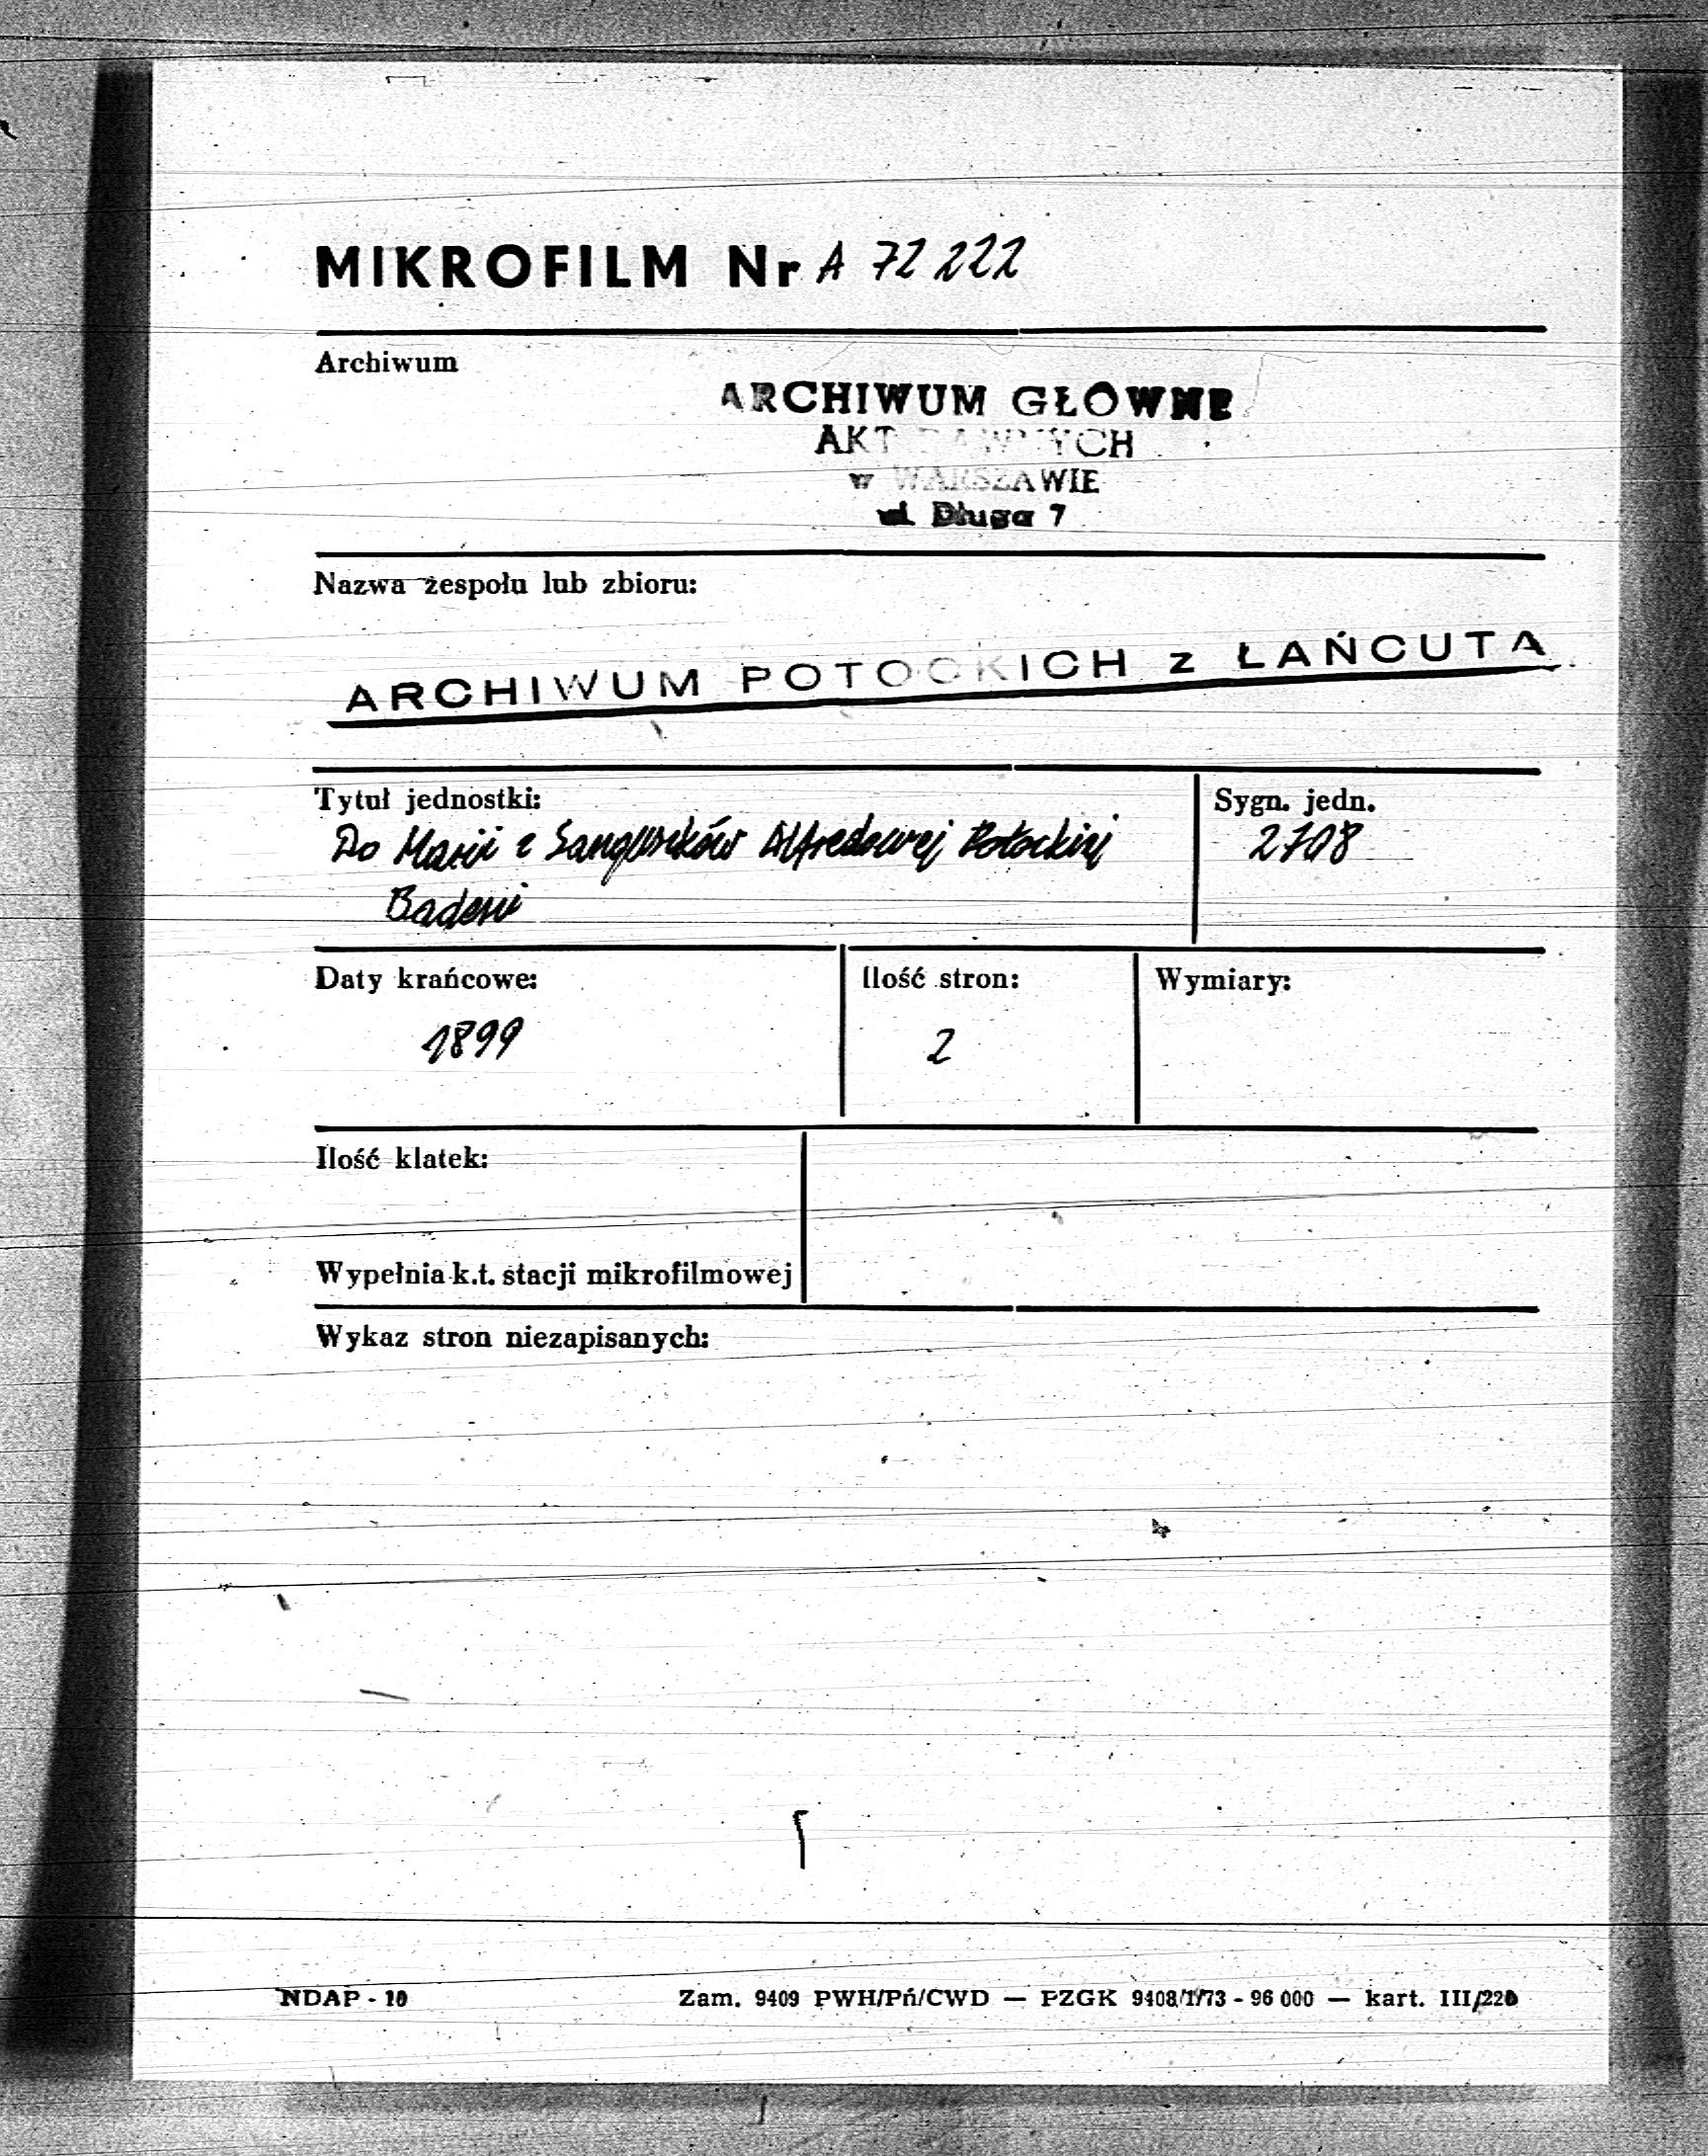 MIKROFILM Nr A 72 222
Archiwum
ARCHIWUM GŁÓWNE
AKT DAWNYCH
w WARSZAWIE
ul. Długa 7
Nazwa zespołu lub zbioru:
ARCHIWUM POTOCKICH z ŁAŃCUTA
Tytuł jednostki:
Do Marii z Sanguszków Alfredowej Potockiej
Badeni
Sygn. jedn.
2708
Daty krańcowe:
1899
Ilość stron:
2
Wymiary:
Ilość klatek:
Wypełnia k.t. stacji mikrofilmowej
Wykaz stron niezapisanych:
NDAP - 10
Zam. 9409 PWH/Pń/CWD — PZGK 9408/1/73 - 96 000 — kart. III/220